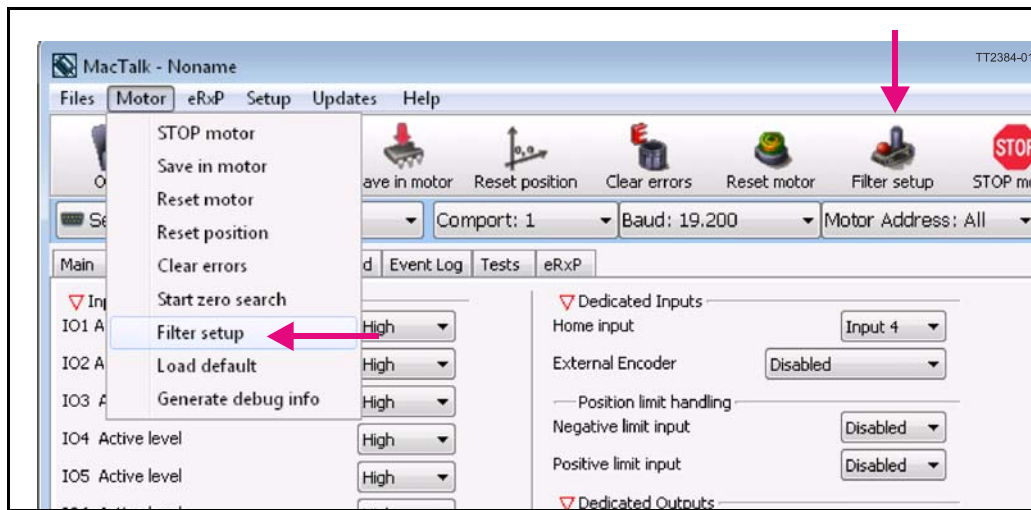 TT2384-01
MacTalk - Noname
Files Motor eRxP Setup Updates Help
STOP motor
Save in motor
Reset motor
Reset position
Clear errors
Start zero search
Filter setup
Load default
Generate debug info
ave in motor Reset position Clear errors Reset motor Filter setup STOP m
Comport: 1 Baud: 19.200 Motor Address: All
Main d Event Log Tests eRxP
Dedicated Inputs
IO1 A High Home input Input 4
IO2 A High External Encoder Disabled
IO3 High Position limit handling
IO4 Active level High Negative limit input Disabled
IO5 Active level High Positive limit input Disabled
Dedicated Outputs